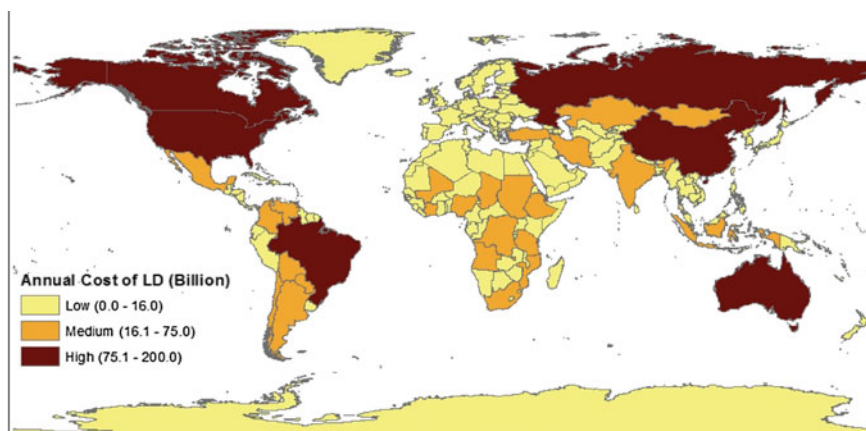 Annual Cost of LD (Billion)
Low (0.0 - 16.0)
Medium (16.1 - 75.0)
High (75.1 - 200.0)